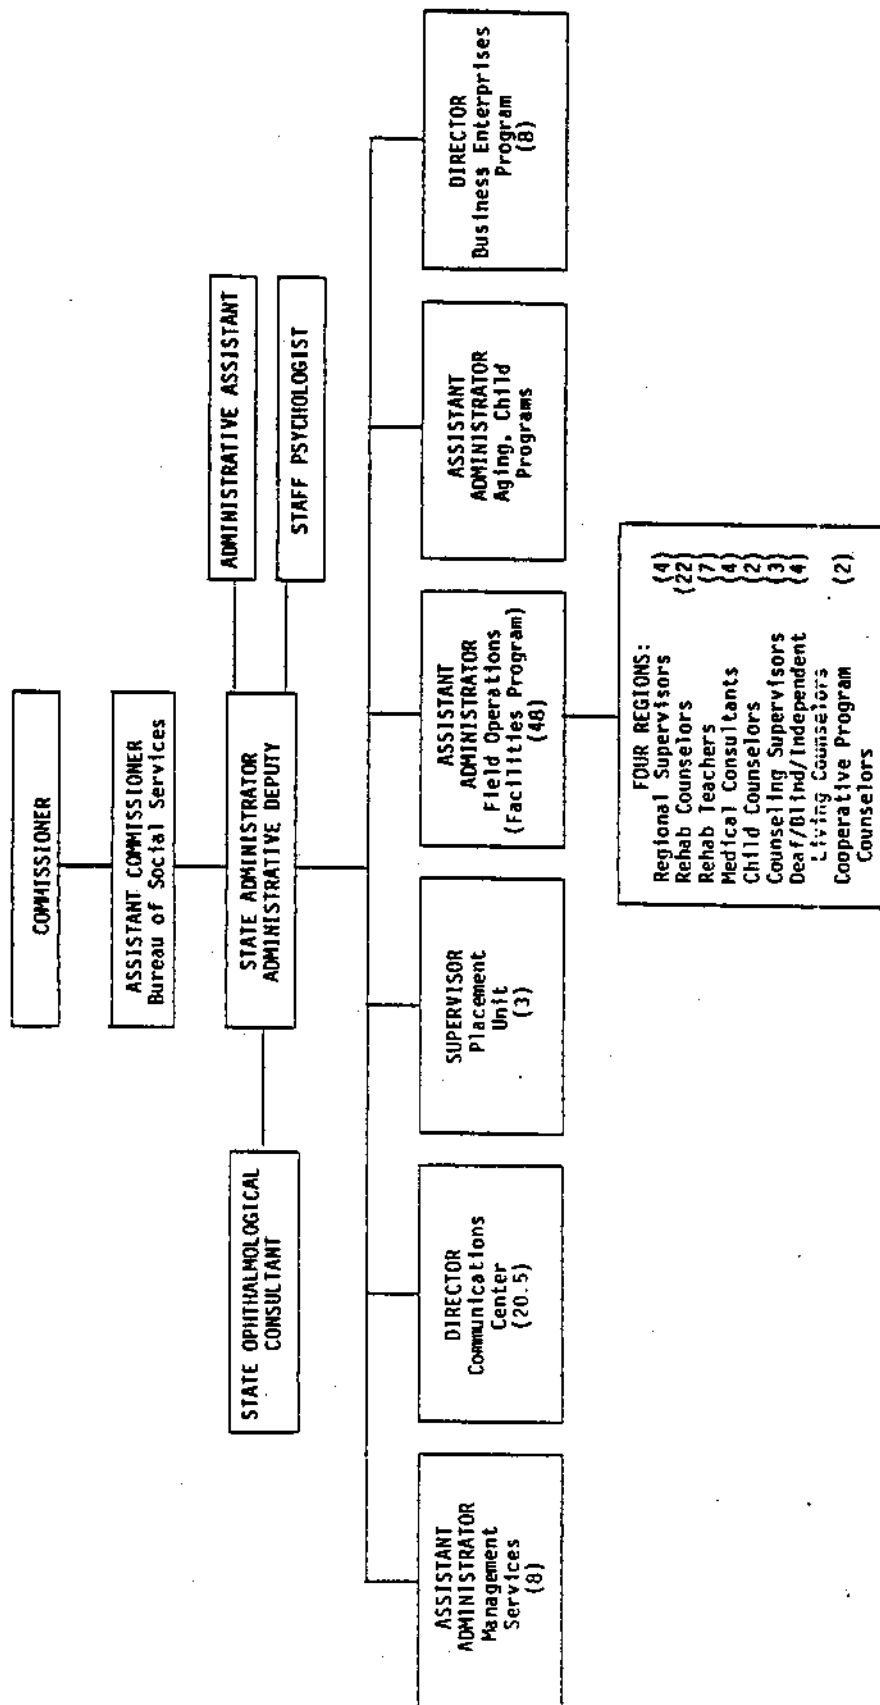 COMMISSIONER
ASSISTANT COMMISSIONER
Bureau of Social Services
STATE ADMINISTRATOR
ADMINISTRATIVE DEPUTY
ADMINISTRATIVE ASSISTANT
STAFF PSYCHOLOGIST
STATE OPHTHALMOLOGICAL
CONSULTANT
ASSISTANT
ADMINISTRATOR
Management
Services
(8)
DIRECTOR
Communications
Center
(20.5)
SUPERVISOR
Placement
Unit
(3)
ASSISTANT
ADMINISTRATOR
Field Operations
(Facilities Program)
(48)
ASSISTANT
ADMINISTRATOR
Aging, Child
Programs
DIRECTOR
Business Enterprises
Program
(8)
FOUR REGIONS:
Regional Supervisors (4)
Rehab Counselors (22)
Rehab Teachers (7)
Medical Consultants (4)
Child Counselors (2)
Counseling Supervisors (3)
Deaf/Blind/Independent (4)
Living Counselors
Cooperative Program
Counselors (2)